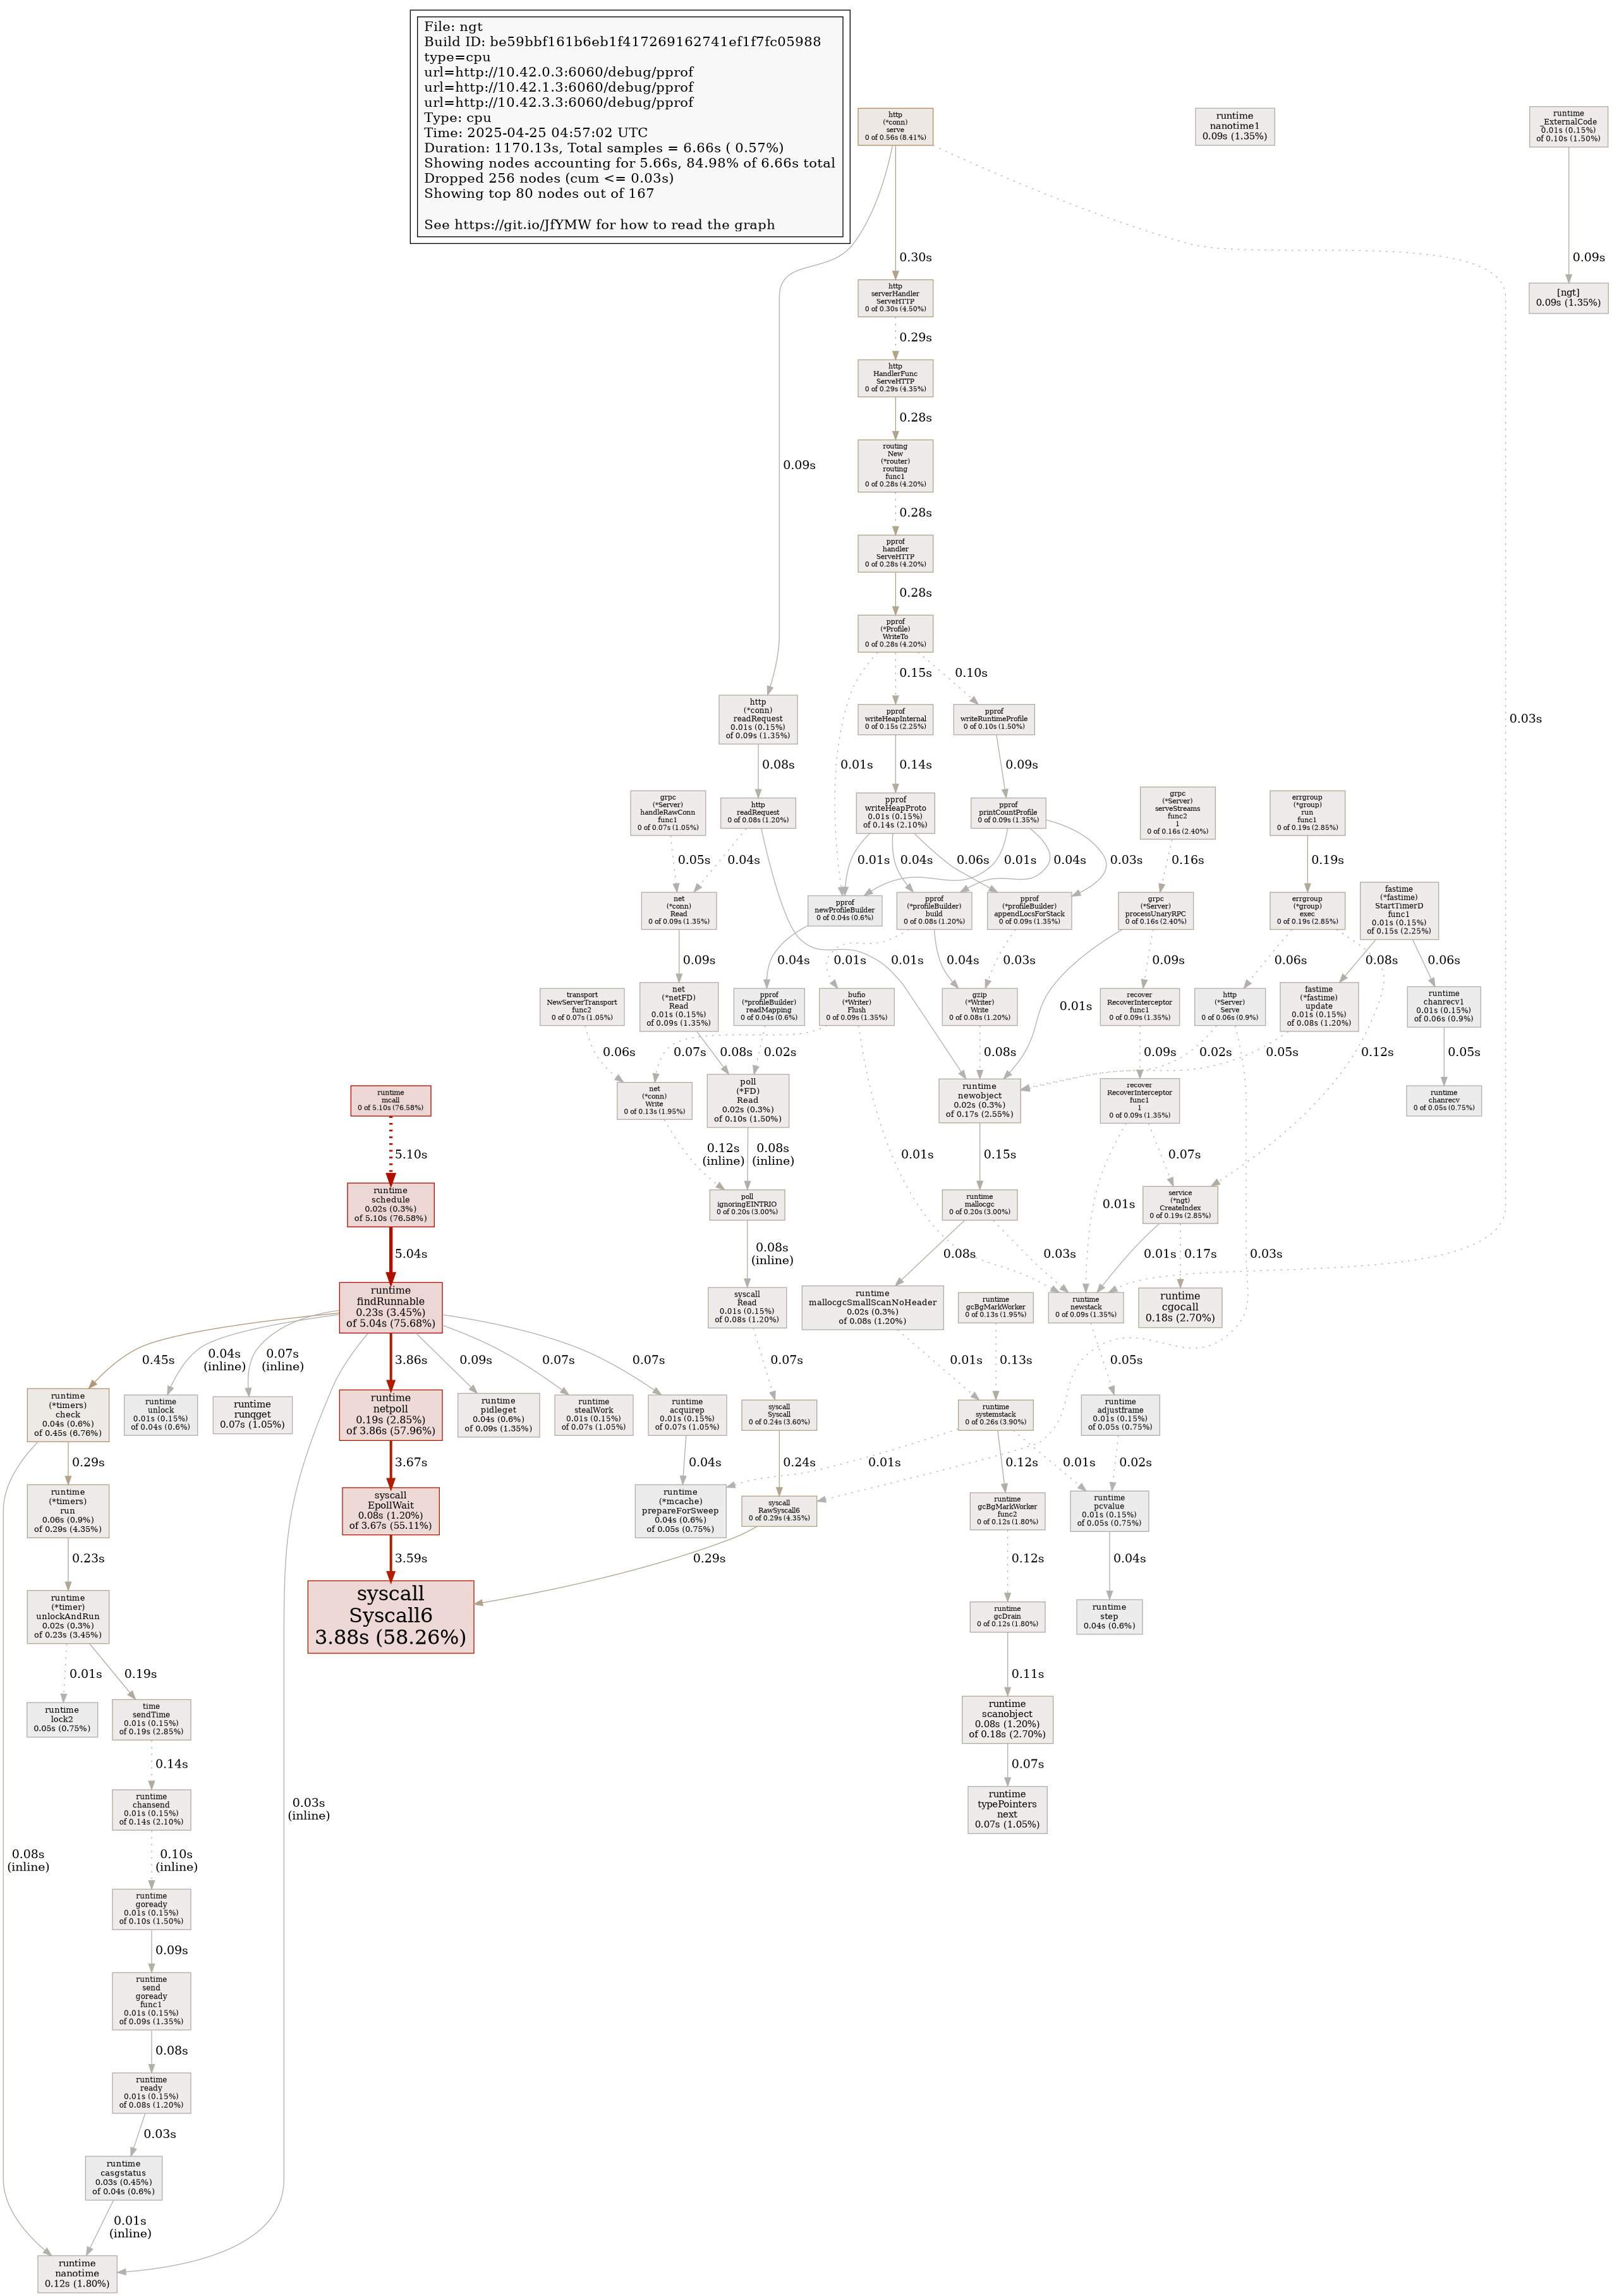 File: ngt
Build ID: be59bbf161b6eb1f417269162741ef1f7fc05988
type=cpu
url=http://10.42.0.3:6060/debug/pprof
url=http://10.42.1.3:6060/debug/pprof
url=http://10.42.3.3:6060/debug/pprof
Type: cpu
Time: 2025-04-25 04:57:02 UTC
Duration: 1170.13s, Total samples = 6.66s ( 0.57%)
Showing nodes accounting for 5.66s, 84.98% of 6.66s total
Dropped 256 nodes (cum <= 0.03s)
Showing top 80 nodes out of 167
See https://git.io/JfYMW for how to read the graph
http
(*conn)
serve
0 of 0.56s (8.41%)
runtime
nanotime1
0.09s (1.35%)
runtime
_ExternalCode
0.01s (0.15%)
of 0.10s (1.50%)
0.30s
0.09s
http
serverHandler
ServeHTTP
0 of 0.30s (4.50%)
[ngt]
0.09s (1.35%)
0.29s
http
HandlerFunc
ServeHTTP
0 of 0.29s (4.35%)
0.28s
routing
New
(*router)
routing
func1
0 of 0.28s (4.20%)
0.09s
0.28s
pprof
handler
ServeHTTP
0 of 0.28s (4.20%)
0.28s
pprof
(*Profile)
WriteTo
0 of 0.28s (4.20%)
0.15s
0.10s
http
(*conn)
readRequest
0.01s (0.15%)
of 0.09s (1.35%)
pprof
writeHeapInternal
0 of 0.15s (2.25%)
pprof
writeRuntimeProfile
0 of 0.10s (1.50%)
0.03s
0.08s
0.01s
0.14s
0.09s
grpc
(*Server)
handleRawConn
func1
0 of 0.07s (1.05%)
http
readRequest
0 of 0.08s (1.20%)
pprof
writeHeapProto
0.01s (0.15%)
of 0.14s (2.10%)
pprof
printCountProfile
0 of 0.09s (1.35%)
grpc
(*Server)
serveStreams
func2
1
0 of 0.16s (2.40%)
errgroup
(*group)
run
func1
0 of 0.19s (2.85%)
0.05s
0.04s
0.01s
0.04s
0.06s
0.01s
0.04s
0.03s
0.16s
0.19s
net
(*conn)
Read
0 of 0.09s (1.35%)
pprof
newProfileBuilder
0 of 0.04s (0.6%)
pprof
(*profileBuilder)
build
0 of 0.08s (1.20%)
pprof
(*profileBuilder)
appendLocsForStack
0 of 0.09s (1.35%)
grpc
(*Server)
processUnaryRPC
0 of 0.16s (2.40%)
errgroup
(*group)
exec
0 of 0.19s (2.85%)
fastime
(*fastime)
StartTimerD
func1
0.01s (0.15%)
of 0.15s (2.25%)
0.09s
0.04s
0.01s
0.01s
0.04s
0.03s
0.09s
0.06s
0.08s
0.06s
transport
NewServerTransport
func2
0 of 0.07s (1.05%)
net
(*netFD)
Read
0.01s (0.15%)
of 0.09s (1.35%)
pprof
(*profileBuilder)
readMapping
0 of 0.04s (0.6%)
bufio
(*Writer)
Flush
0 of 0.09s (1.35%)
gzip
(*Writer)
Write
0 of 0.08s (1.20%)
0.01s
recover
RecoverInterceptor
func1
0 of 0.09s (1.35%)
http
(*Server)
Serve
0 of 0.06s (0.9%)
fastime
(*fastime)
update
0.01s (0.15%)
of 0.08s (1.20%)
runtime
chanrecv1
0.01s (0.15%)
of 0.06s (0.9%)
0.06s
0.07s
0.08s
0.02s
0.08s
0.09s
0.02s
0.05s
0.12s
0.05s
runtime
mcall
0 of 5.10s (76.58%)
net
(*conn)
Write
0 of 0.13s (1.95%)
poll
(*FD)
Read
0.02s (0.3%)
of 0.10s (1.50%)
runtime
newobject
0.02s (0.3%)
of 0.17s (2.55%)
recover
RecoverInterceptor
func1
1
0 of 0.09s (1.35%)
runtime
chanrecv
0 of 0.05s (0.75%)
5.10s
0.12s
(inline)
0.08s
(inline)
0.01s
0.15s
0.07s
runtime
schedule
0.02s (0.3%)
of 5.10s (76.58%)
poll
ignoringEINTRIO
0 of 0.20s (3.00%)
runtime
mallocgc
0 of 0.20s (3.00%)
0.01s
service
(*ngt)
CreateIndex
0 of 0.19s (2.85%)
5.04s
0.08s
(inline)
0.08s
0.03s
0.01s
0.17s
0.03s
runtime
findRunnable
0.23s (3.45%)
of 5.04s (75.68%)
syscall
Read
0.01s (0.15%)
of 0.08s (1.20%)
runtime
mallocgcSmallScanNoHeader
0.02s (0.3%)
of 0.08s (1.20%)
runtime
gcBgMarkWorker
0 of 0.13s (1.95%)
runtime
newstack
0 of 0.09s (1.35%)
runtime
cgocall
0.18s (2.70%)
0.45s
0.04s
(inline)
0.07s
(inline)
3.86s
0.09s
0.07s
0.07s
0.07s
0.01s
0.13s
0.05s
runtime
(*timers)
check
0.04s (0.6%)
of 0.45s (6.76%)
runtime
unlock
0.01s (0.15%)
of 0.04s (0.6%)
runtime
runqget
0.07s (1.05%)
runtime
netpoll
0.19s (2.85%)
of 3.86s (57.96%)
runtime
pidleget
0.04s (0.6%)
of 0.09s (1.35%)
runtime
stealWork
0.01s (0.15%)
of 0.07s (1.05%)
runtime
acquirep
0.01s (0.15%)
of 0.07s (1.05%)
syscall
Syscall
0 of 0.24s (3.60%)
runtime
systemstack
0 of 0.26s (3.90%)
runtime
adjustframe
0.01s (0.15%)
of 0.05s (0.75%)
0.29s
3.67s
0.04s
0.24s
0.01s
0.12s
0.01s
0.02s
runtime
(*timers)
run
0.06s (0.9%)
of 0.29s (4.35%)
syscall
EpollWait
0.08s (1.20%)
of 3.67s (55.11%)
runtime
(*mcache)
prepareForSweep
0.04s (0.6%)
of 0.05s (0.75%)
syscall
RawSyscall6
0 of 0.29s (4.35%)
runtime
gcBgMarkWorker
func2
0 of 0.12s (1.80%)
runtime
pcvalue
0.01s (0.15%)
of 0.05s (0.75%)
0.23s
3.59s
0.29s
0.12s
0.04s
runtime
(*timer)
unlockAndRun
0.02s (0.3%)
of 0.23s (3.45%)
syscall
Syscall6
3.88s (58.26%)
runtime
gcDrain
0 of 0.12s (1.80%)
runtime
step
0.04s (0.6%)
0.01s
0.19s
0.11s
runtime
lock2
0.05s (0.75%)
time
sendTime
0.01s (0.15%)
of 0.19s (2.85%)
runtime
scanobject
0.08s (1.20%)
of 0.18s (2.70%)
0.14s
0.07s
runtime
chansend
0.01s (0.15%)
of 0.14s (2.10%)
0.03s
(inline)
runtime
typePointers
next
0.07s (1.05%)
0.08s
(inline)
0.10s
(inline)
runtime
goready
0.01s (0.15%)
of 0.10s (1.50%)
0.09s
runtime
send
goready
func1
0.01s (0.15%)
of 0.09s (1.35%)
0.08s
runtime
ready
0.01s (0.15%)
of 0.08s (1.20%)
0.03s
runtime
casgstatus
0.03s (0.45%)
of 0.04s (0.6%)
0.01s
(inline)
runtime
nanotime
0.12s (1.80%)